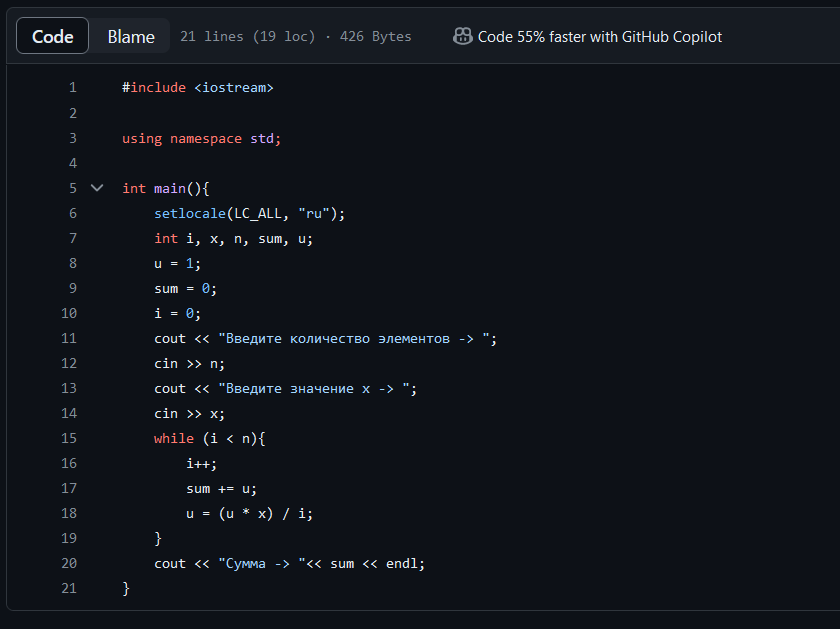 Code Blame 21 lines (19 loc) · 426 Bytes Code 55% faster with GitHub Copilot
1 #include <iostream>
2
3 using namespace std;
4
5 int main(){
6 setlocale(LC_ALL, "ru");
7 int i, x, n, sum, u;
8 u = 1;
9 sum = 0;
10 i = 0;
11 cout << "Введите количество элементов -> ";
12 cin >> n;
13 cout << "Введите значение x -> ";
14 cin >> x;
15 while (i < n){
16 i++;
17 sum += u;
18 u = (u * x) / i;
19 }
20 cout << "Сумма -> "<< sum << endl;
21 }